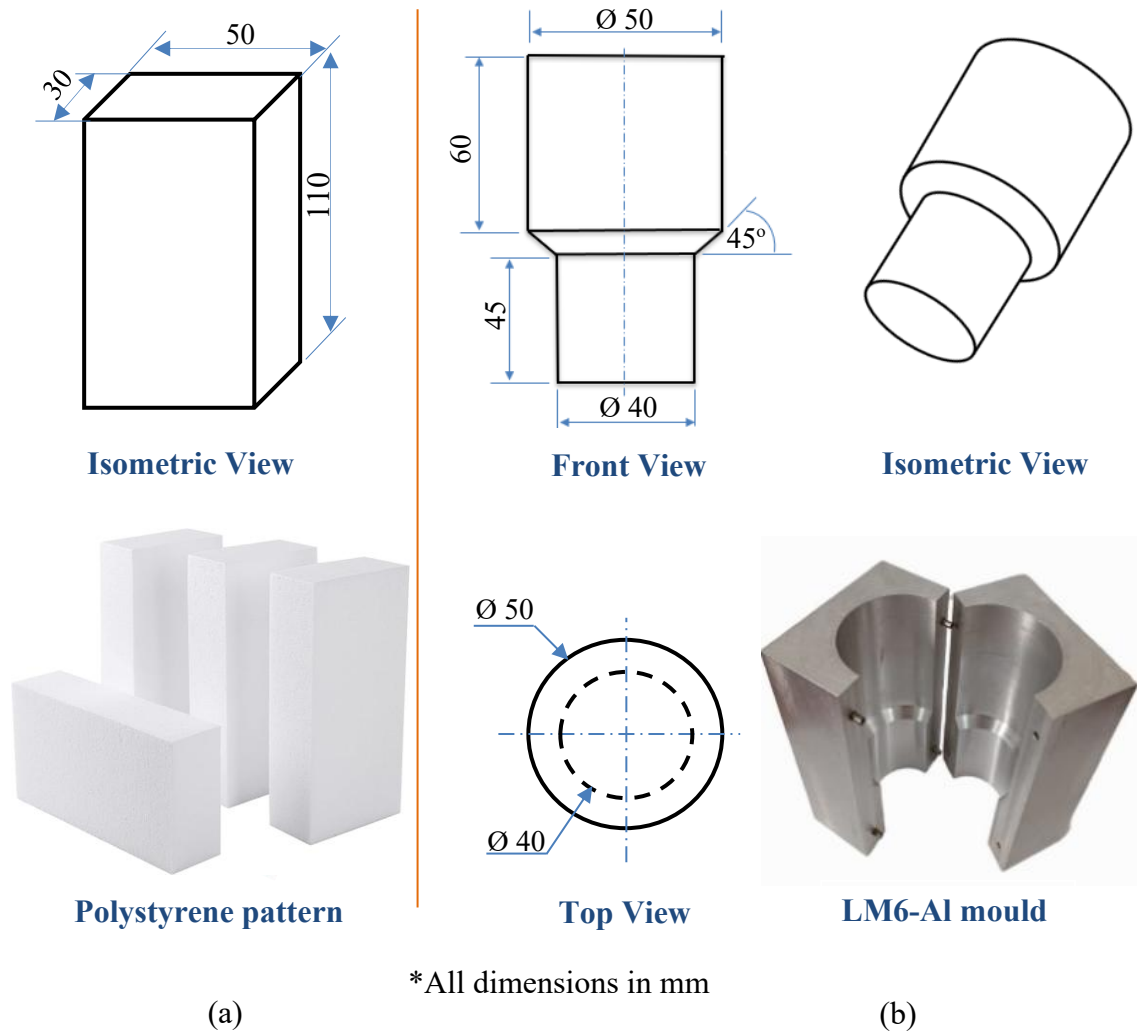 50
30
110
Isometric View
Polystyrene pattern
Ø 50
60
45º
45
Ø 40
Front View
Isometric View
Ø 50
Ø 40
Top View
LM6-Al mould
*All dimensions in mm
(a)
(b)